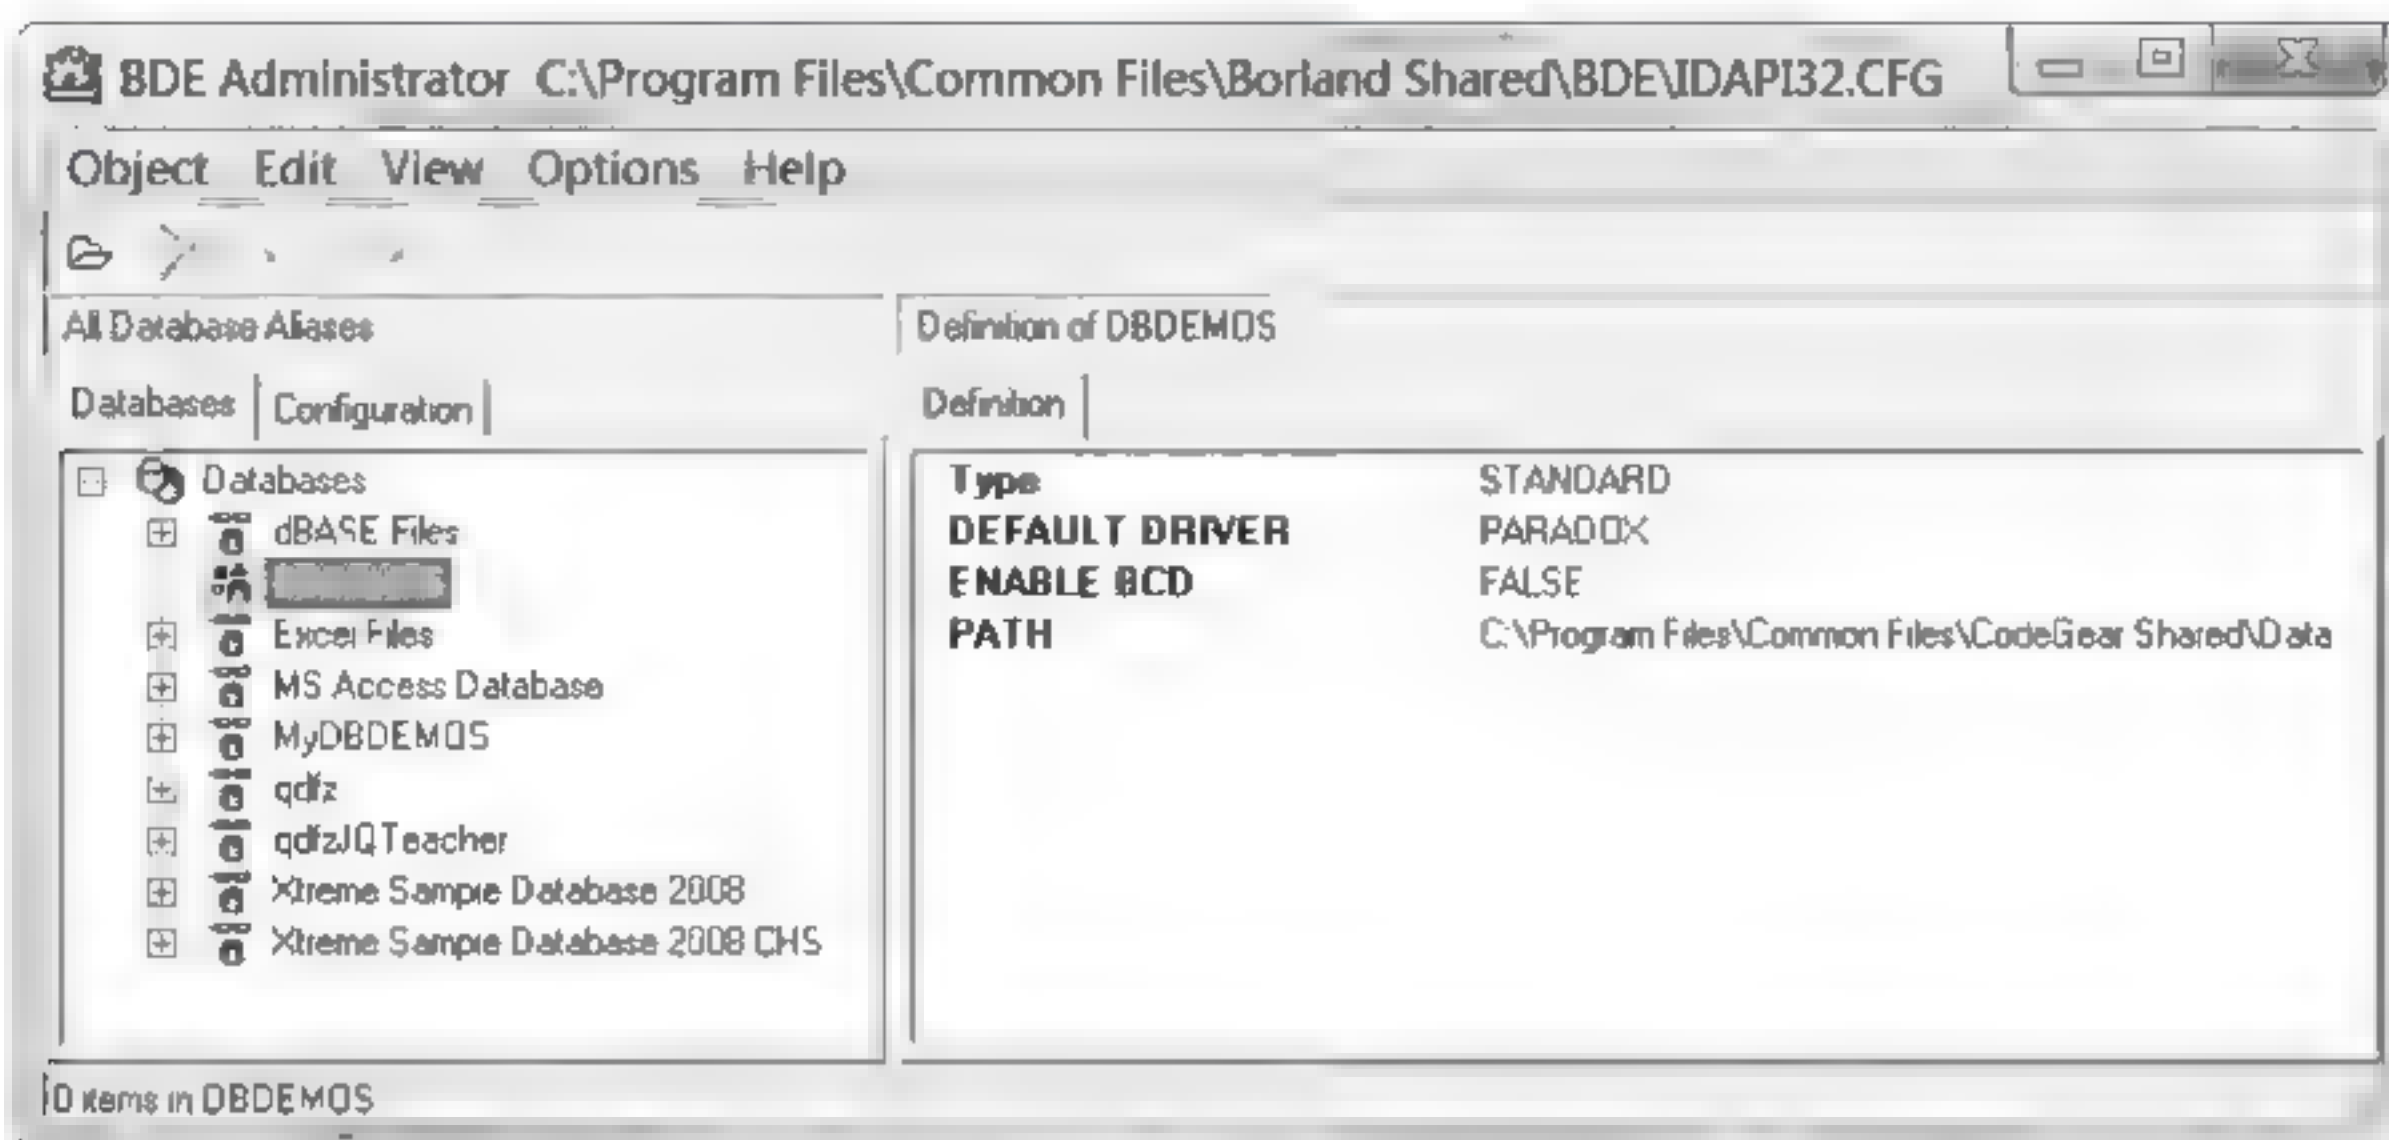 BDE Administrator C:\Program Files\Common Files\Borland Shared\BDE\IDAPI32.CFG
Object Edit View Options Help
All Database Aliases
Definition of DBDEMOS
Databases Configuration
Definition
Databases
dBASE Files
Excel Files
MS Access Database
MyDBDEMOS
qdfz
qdfzJQTeacher
Xtreme Sample Database 2008
Xtreme Sample Database 2008 CHS
Type STANDARD
DEFAULT DRIVER PARADOX
ENABLE BCD FALSE
PATH C:\Program Files\Common Files\CodeGear Shared\Data
0 items in DBDEMOS